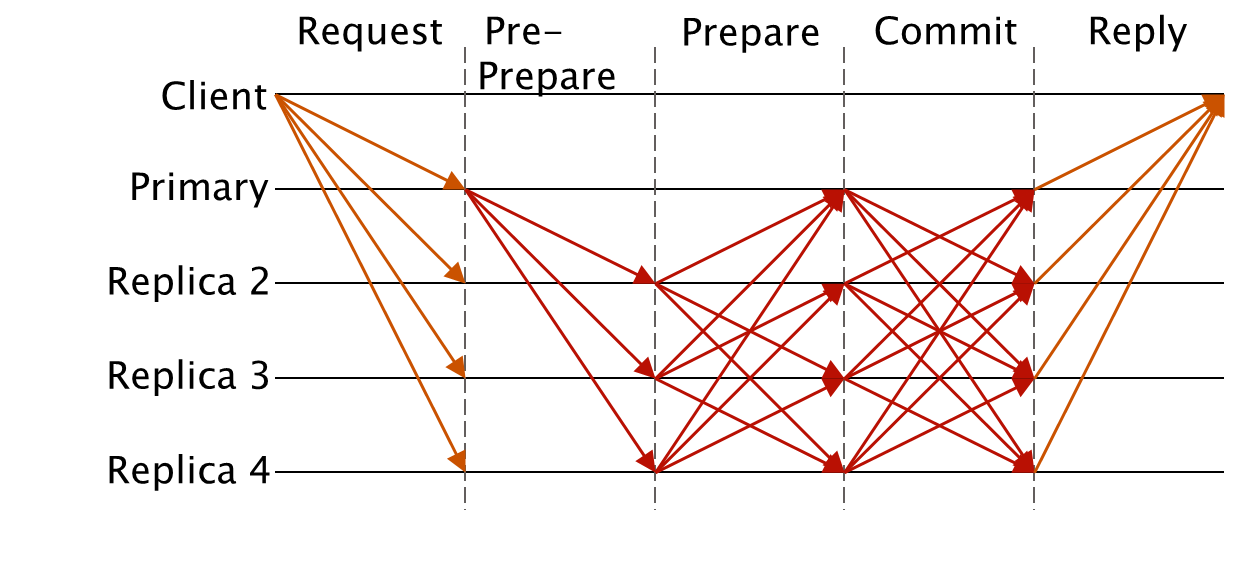 Request
Pre-
Prepare
Prepare
Commit
Reply
Client
Primary
Replica 2
Replica 3
Replica 4